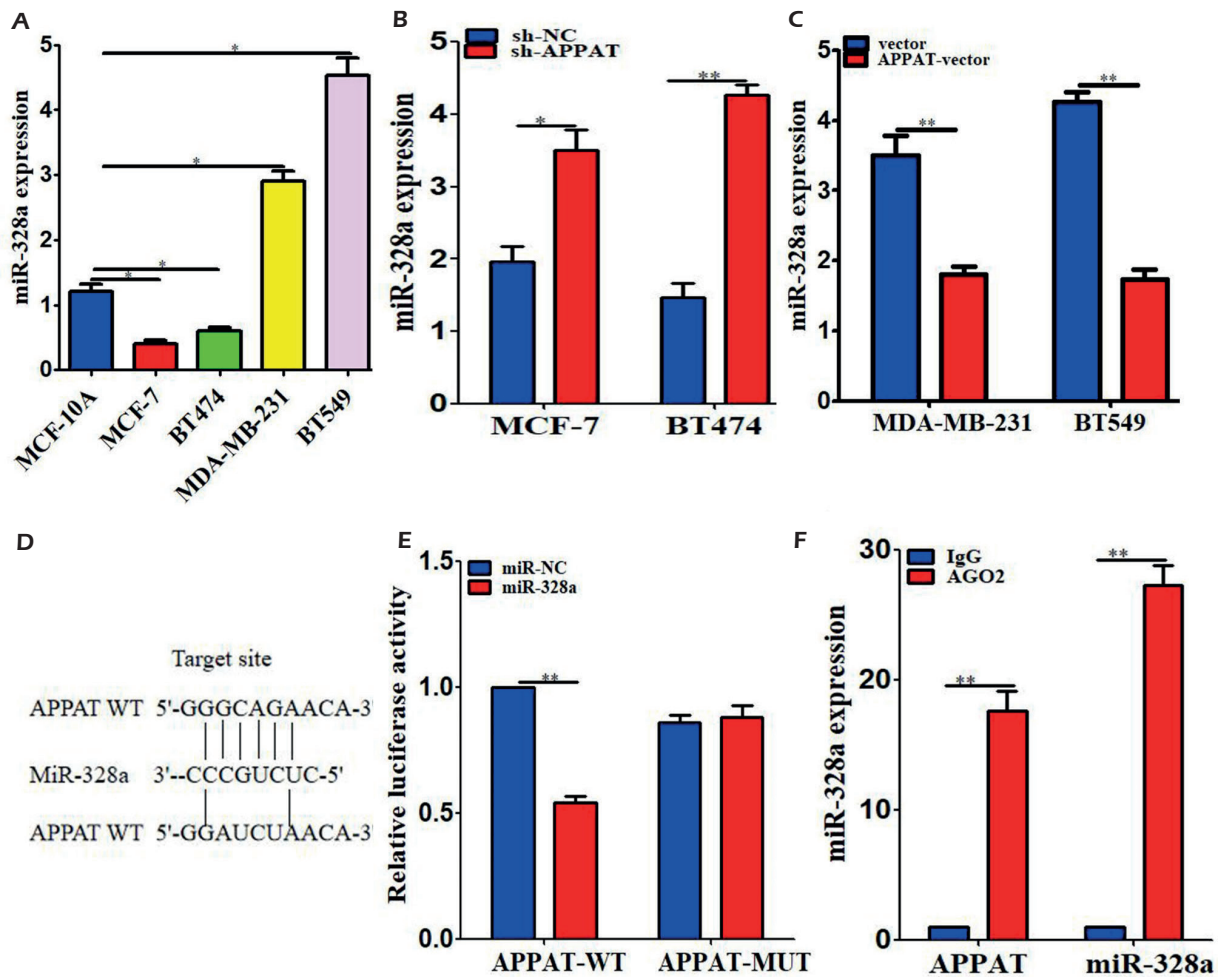 A
miR-328a expression
5
4
3
2
1
0
*
*
*
*
MCF-10A
MCF-7
BT474
MDA-MB-231
BT549
B
sh-NC
sh-APPAT
miR-328a expression
5
4
3
2
1
0
*
**
MCF-7
BT474
C
vector
APPAT-vector
miR-328a expression
5
4
3
2
1
0
**
**
MDA-MB-231
BT549
D
Target site
APPAT WT 5'-GGGCAGAACA-3'
MiR-328a 3'--CCCGUCUC-5'
APPAT WT 5'-GGAUCUAACA-3'
E
miR-NC
miR-328a
Relative luciferase activity
1.5
1.0
0.5
0.0
**
APPAT-WT
APPAT-MUT
F
IgG
AGO2
miR-328a expression
30
20
10
0
**
**
APPAT
miR-328a